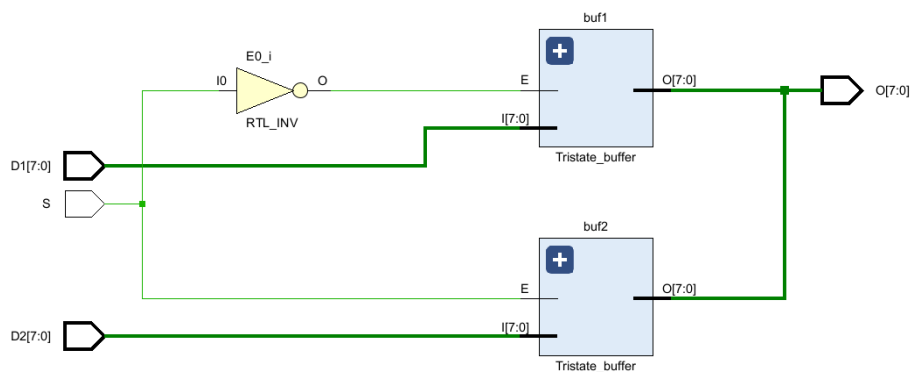 buf1
E0_i
I0
O
RTL_INV
E
I[7:0]
O[7:0]
Tristate_buffer
O[7:0]
D1[7:0]
S
buf2
E
I[7:0]
O[7:0]
Tristate_buffer
D2[7:0]